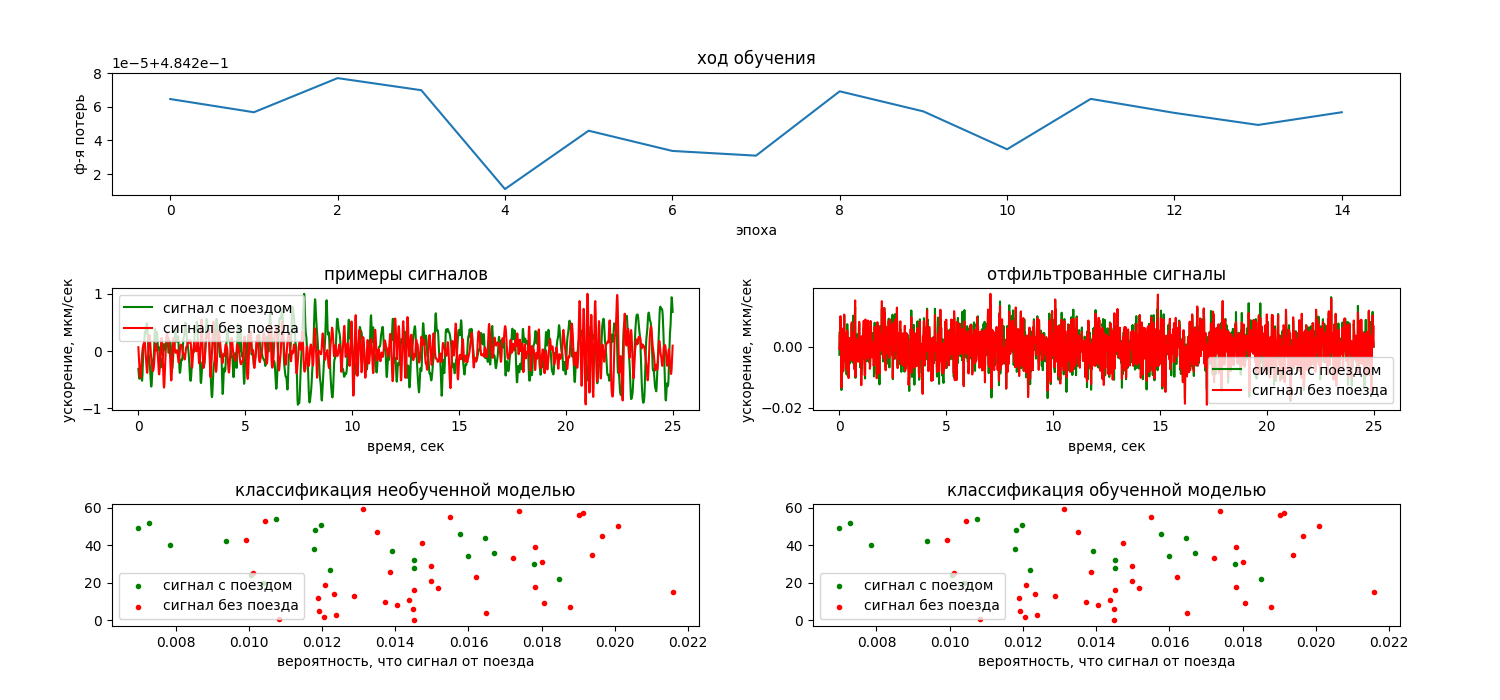 ход обучения
1e−5+4.842e−1
8
6
4
2
ф-я потерь
0 2 4 6 8 10 12 14
эпоха
примеры сигналов
1
0
−1
ускорение, мкм/сек
сигнал с поездом
сигнал без поезда
0 5 10 15 20 25
время, сек
отфильтрованные сигналы
0.00
−0.02
ускорение, мкм/сек
сигнал с поездом
сигнал без поезда
0 5 10 15 20 25
время, сек
классификация необученной моделью
60
40
20
0
сигнал с поездом
сигнал без поезда
0.008 0.010 0.012 0.014 0.016 0.018 0.020 0.022
вероятность, что сигнал от поезда
классификация обученной моделью
60
40
20
0
сигнал с поездом
сигнал без поезда
0.008 0.010 0.012 0.014 0.016 0.018 0.020 0.022
вероятность, что сигнал от поезда